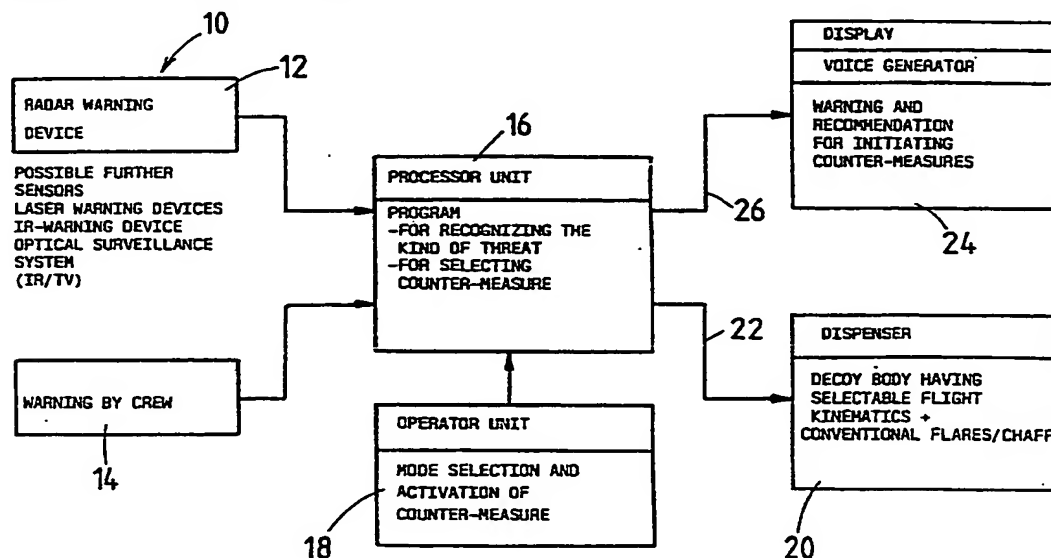 10
12
RADAR WARNING
DEVICE
POSSIBLE FURTHER
SENSORS
LASER WARNING DEVICES
IR-WARNING DEVICE
OPTICAL SURVEILLANCE
SYSTEM
(IR/TV)
WARNING BY CREW
14
16
PROCESSOR UNIT
PROGRAM
-FOR RECOGNIZING THE
KIND OF THREAT
-FOR SELECTING
COUNTER-MEASURE
OPERATOR UNIT
MODE SELECTION AND
ACTIVATION OF
COUNTER-MEASURE
18
DISPLAY
VOICE GENERATOR
WARNING AND
RECOMMENDATION
FOR INITIATING
COUNTER-MEASURES
26
24
22
DISPENSER
DECOY BODY HAVING
SELECTABLE FLIGHT
KINEMATICS +
CONVENTIONAL FLARES/CHAFF
20